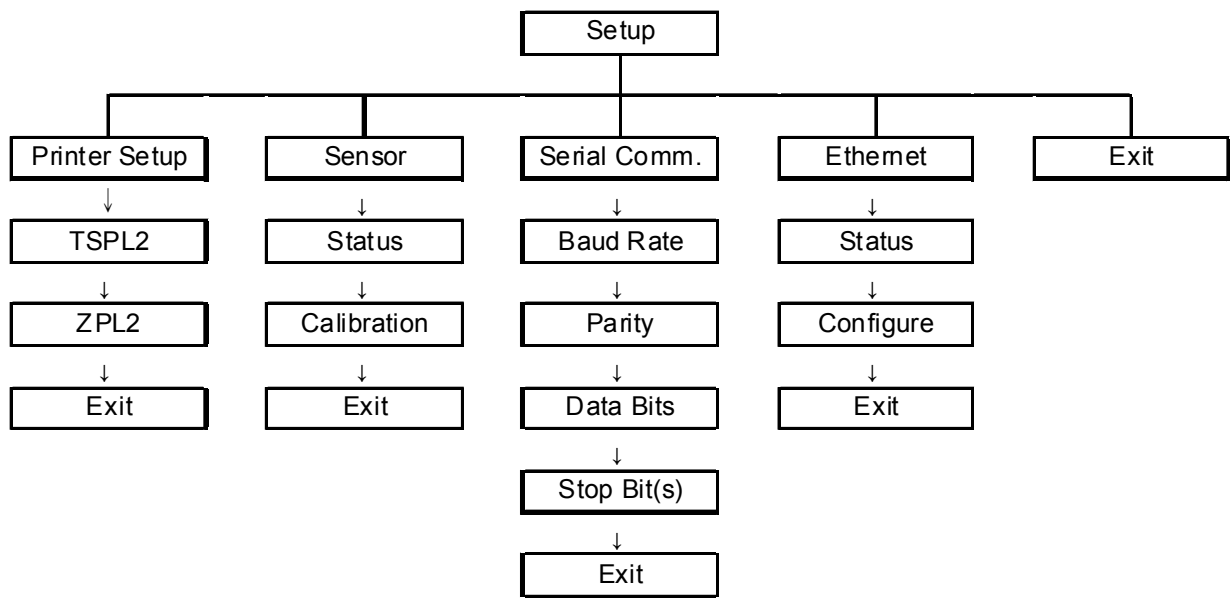 Setup
Printer Setup
Sensor
Serial Comm.
Ethernet
Exit
TSPL2
Status
Baud Rate
Status
ZPL2
Calibration
Parity
Configure
Exit
Exit
Data Bits
Exit
Stop Bit(s)
Exit